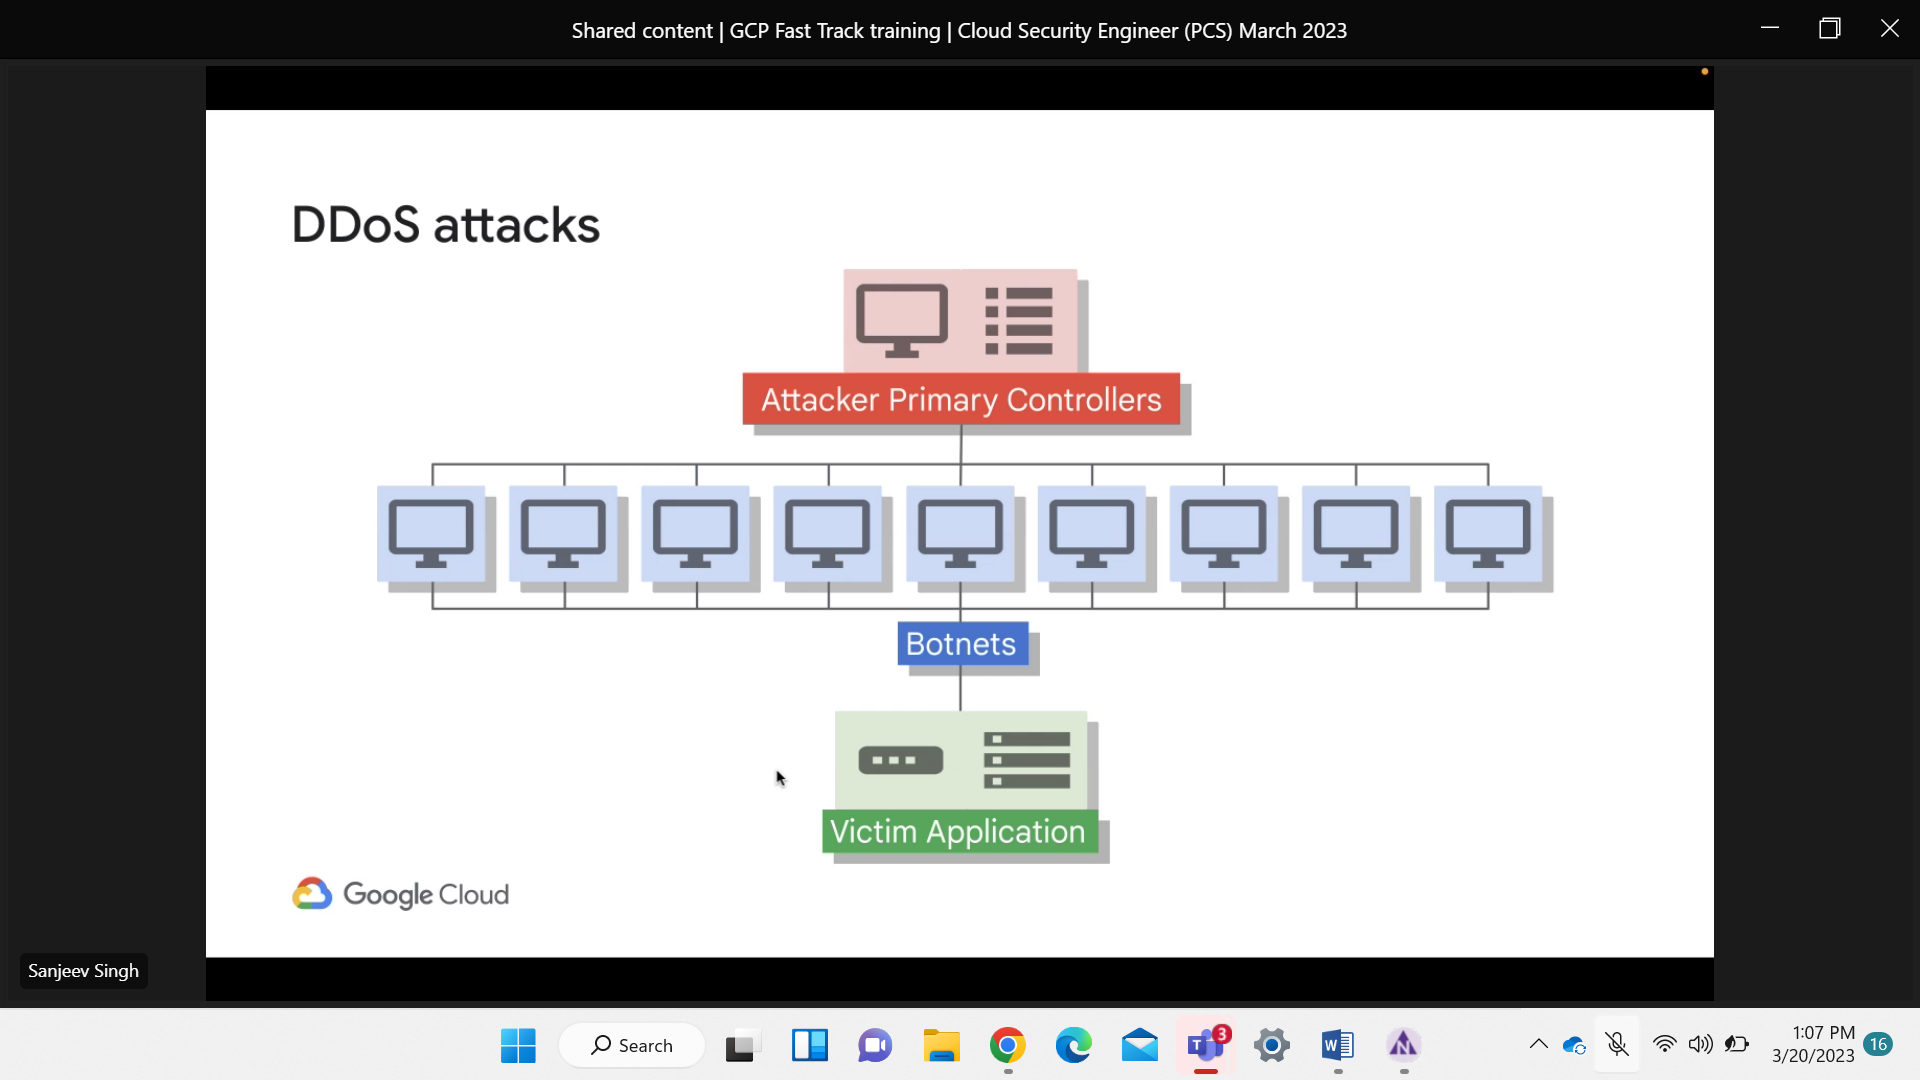 Shared content | GCP Fast Track training | Cloud Security Engineer (PCS) March 2023
DDoS attacks
Attacker Primary Controllers
Botnets
Victim Application
Google Cloud
Sanjeev Singh
Search
T
3
W
N
1:07 PM
3/20/2023
16